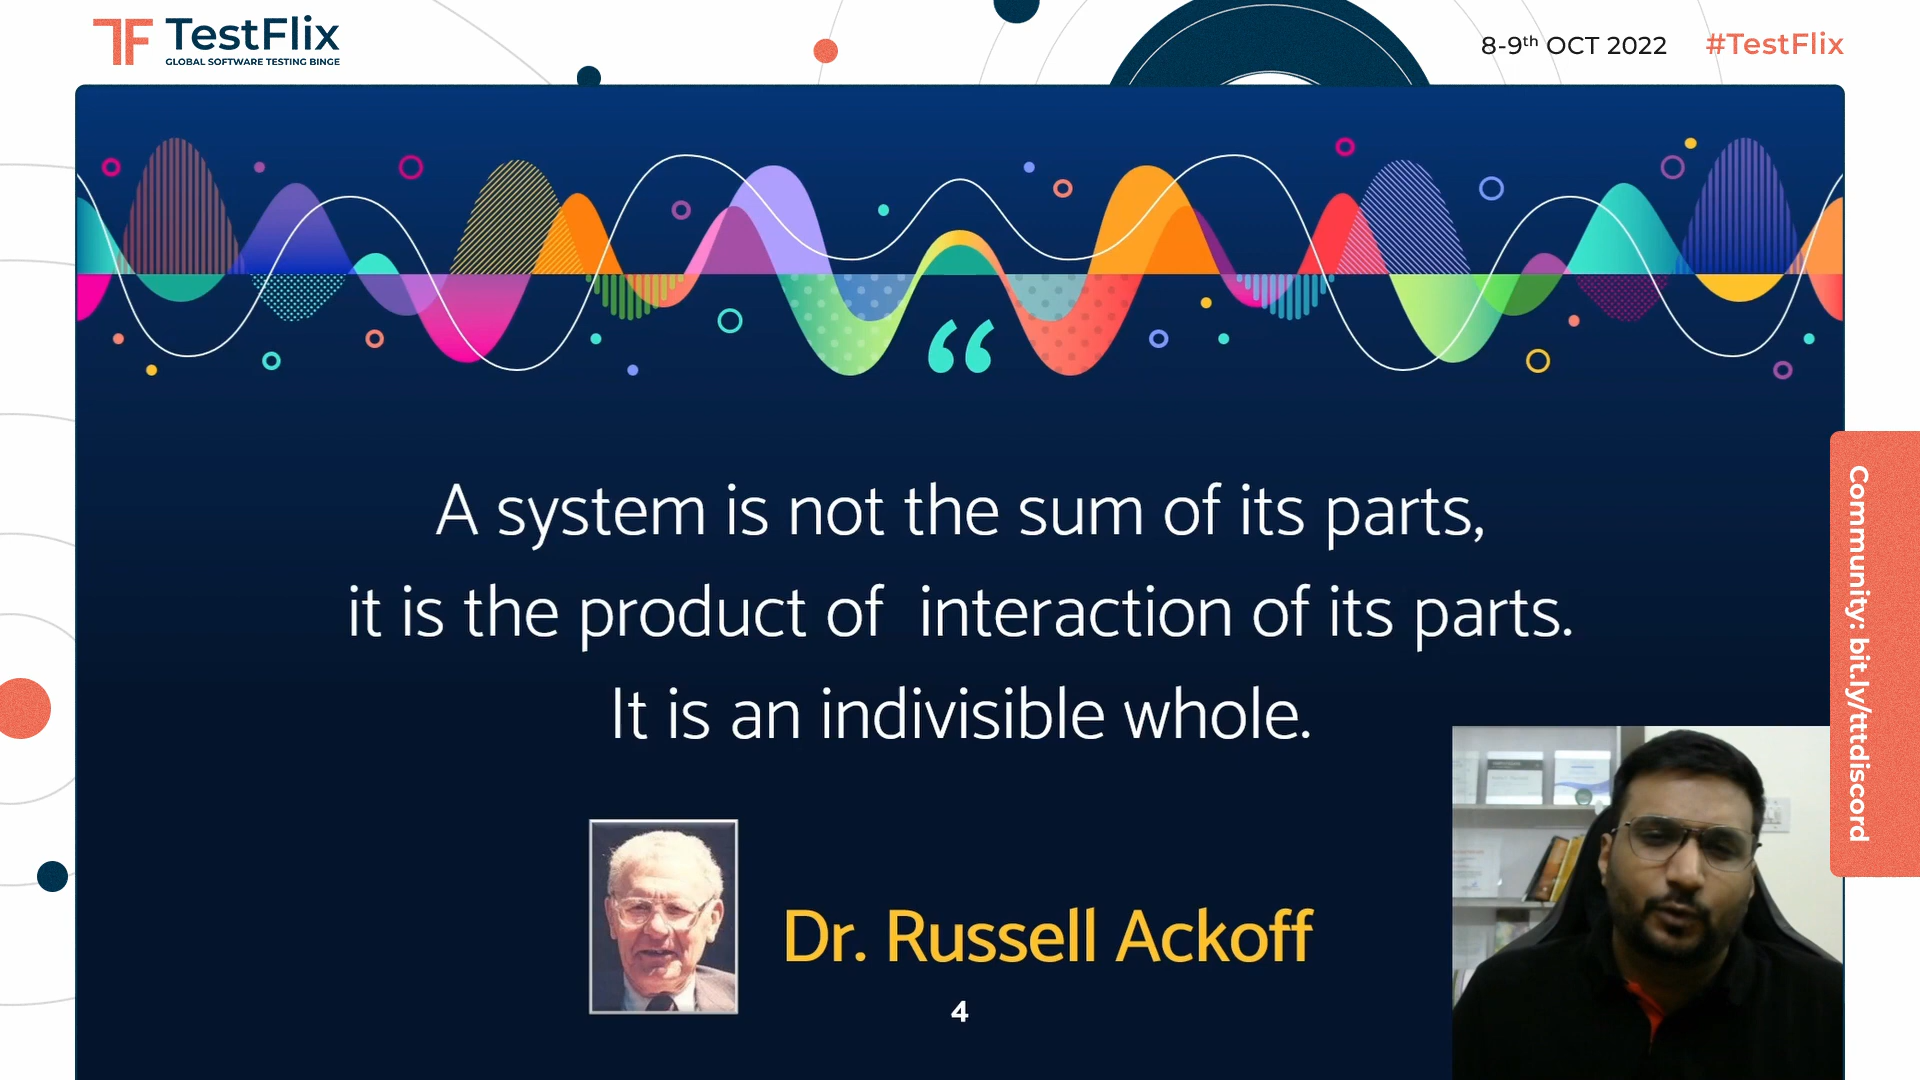 TF TestFlix
GLOBAL SOFTWARE TESTING BINGE
8-9th OCT 2022 #TestFlix
“
A system is not the sum of its parts,
it is the product of interaction of its parts.
It is an indivisible whole.
Dr. Russell Ackoff
4
Community: bit.ly/tttdiscord